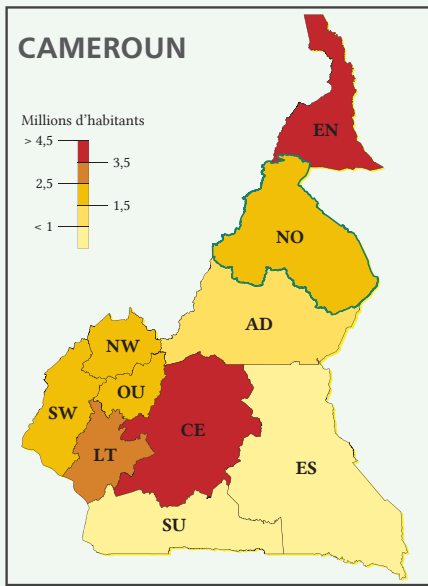 CAMEROUN
Millions d’habitants
> 4,5
3,5
2,5
1,5
< 1
EN
NO
AD
NW
OU
SW
CE
LT
ES
SU